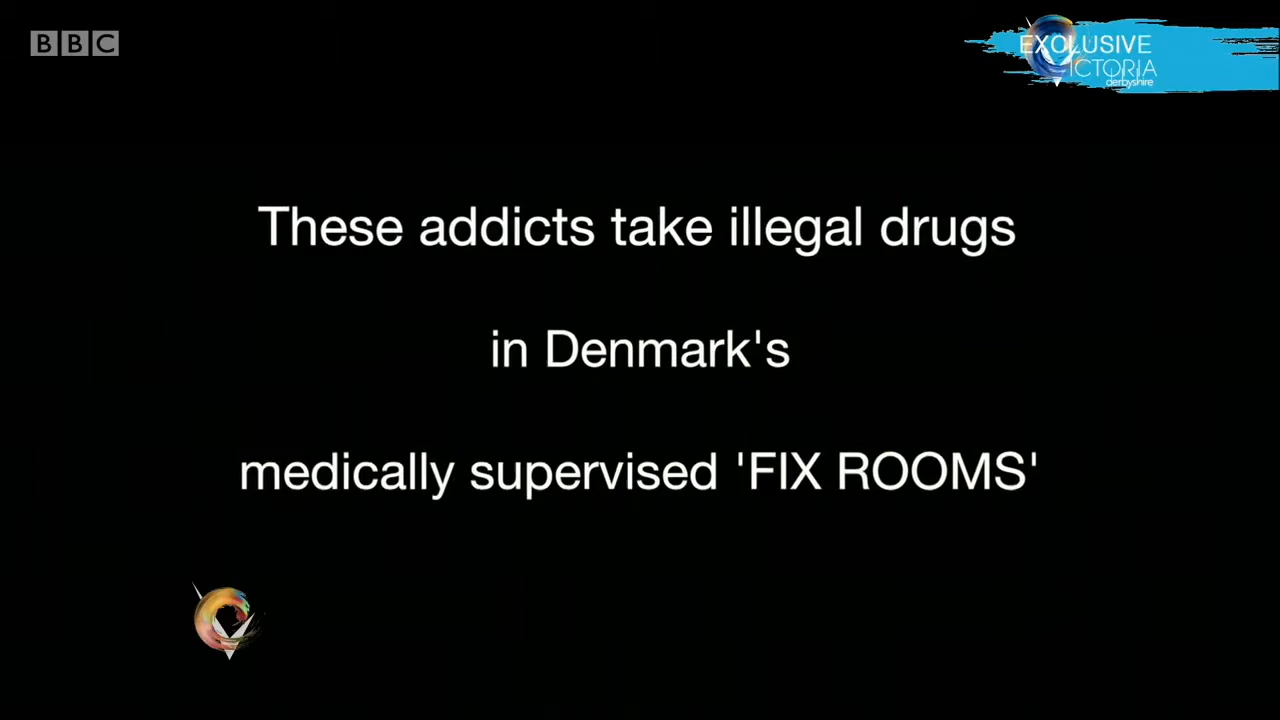 BBC
EXCLUSIVE
VICTORIA
derbyshire
These addicts take illegal drugs
in Denmark's
medically supervised 'FIX ROOMS'